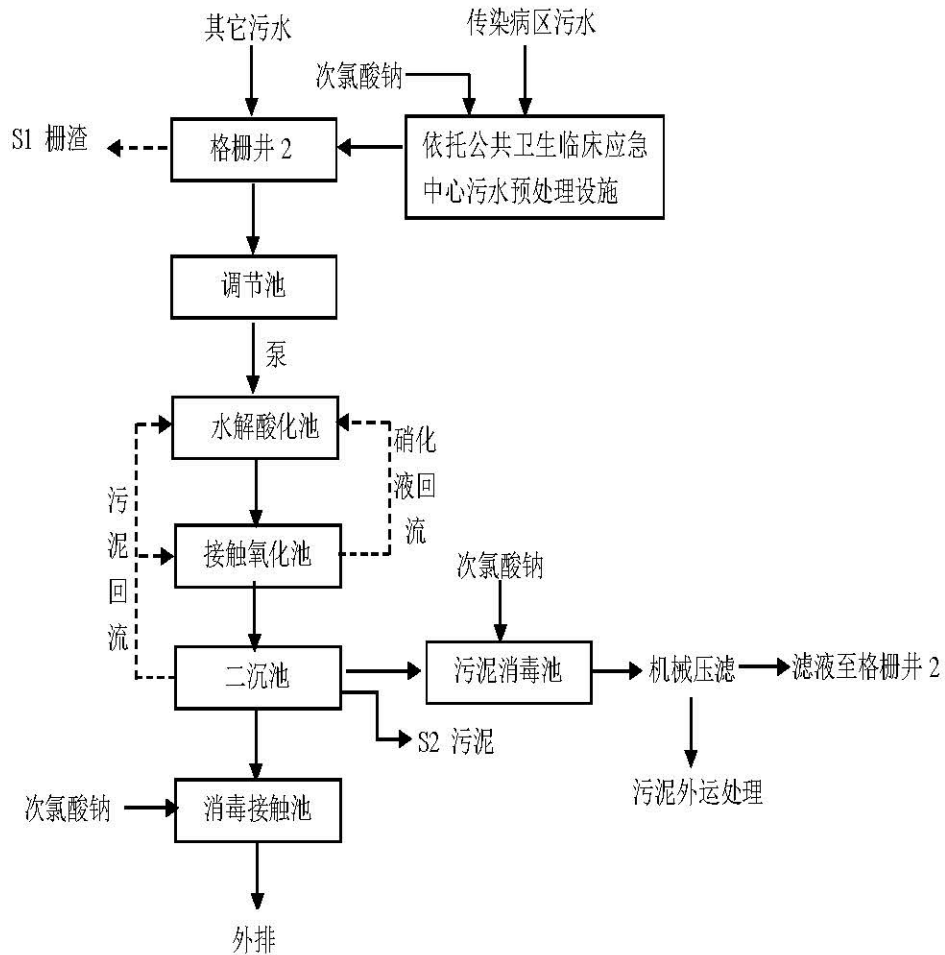 其它污水
传染病区污水
次氯酸钠
S1 栅渣
格栅井 2
依托公共卫生临床应急
中心污水预处理设施
调节池
泵
水解酸化池
硝化
液回
流
污
泥
回
流
接触氧化池
次氯酸钠
二沉池
污泥消毒池
机械压滤
滤液至格栅井 2
S2 污泥
污泥外运处理
次氯酸钠
消毒接触池
外排